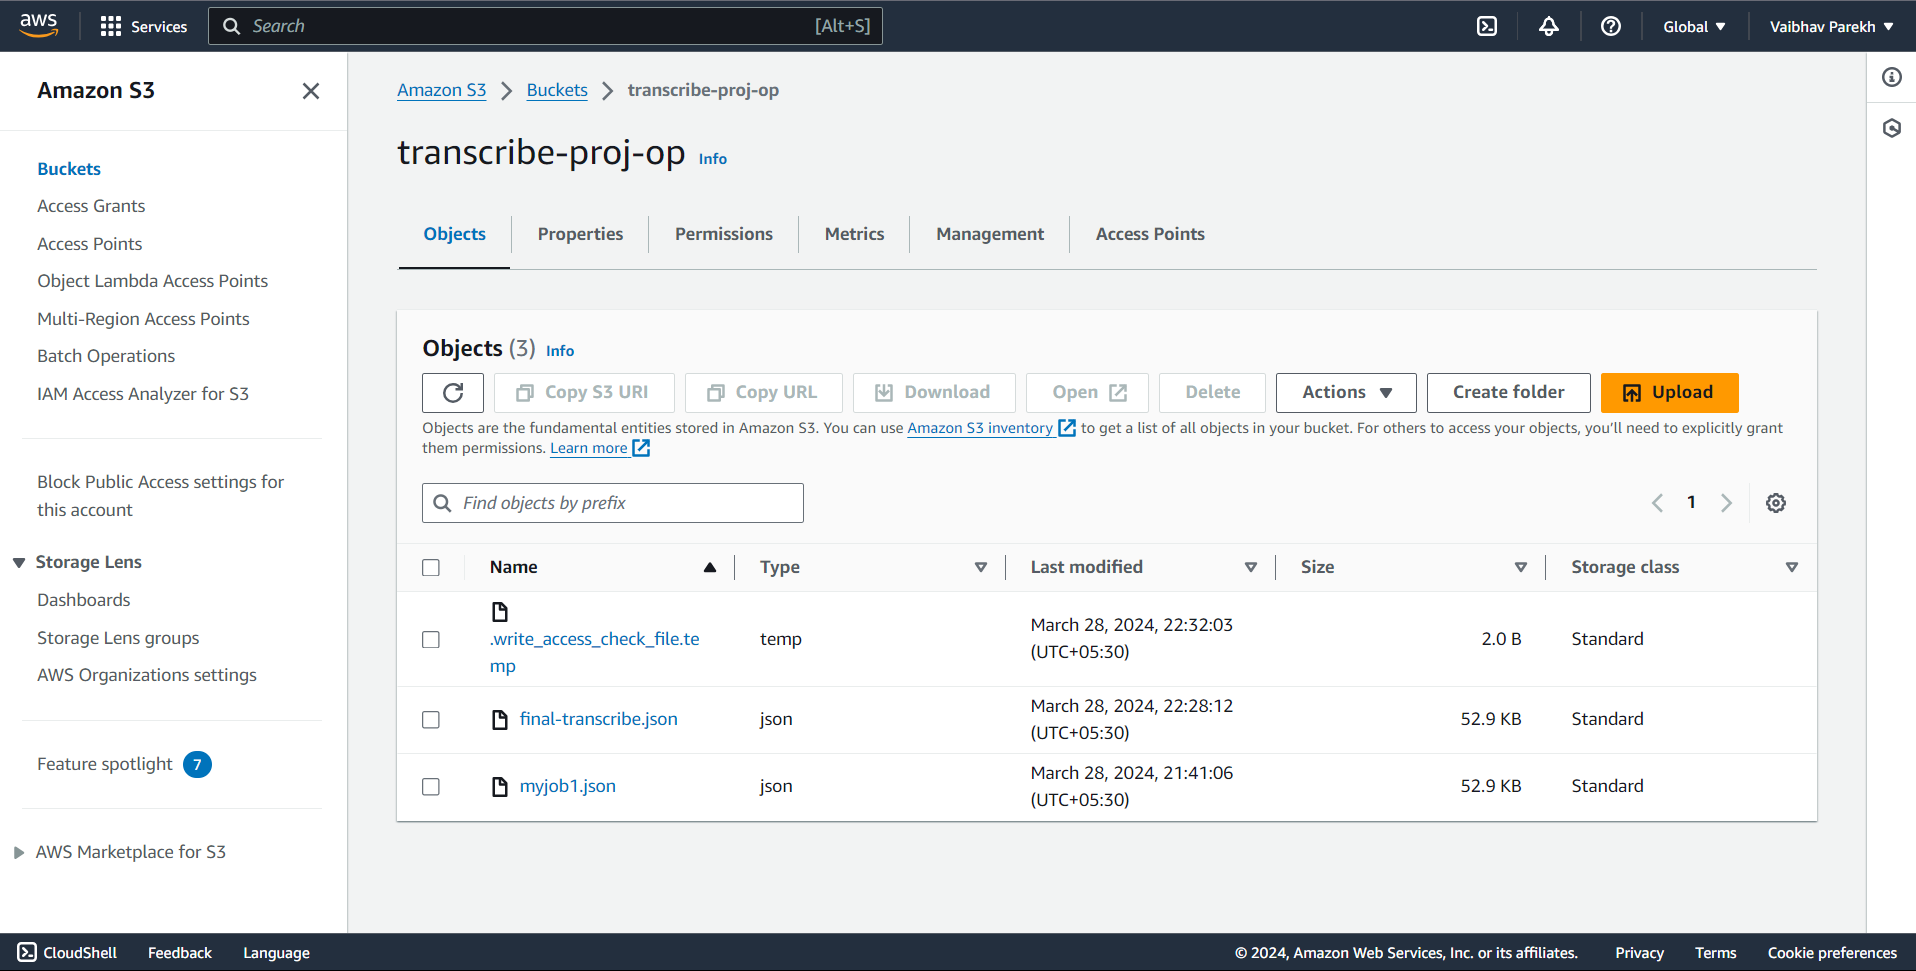 aws
Services
Search
[Alt+S]
Global
Vaibhav Parekh
Amazon S3
Buckets
Access Grants
Access Points
Object Lambda Access Points
Multi-Region Access Points
Batch Operations
IAM Access Analyzer for S3
Block Public Access settings for
this account
Storage Lens
Dashboards
Storage Lens groups
AWS Organizations settings
Feature spotlight 7
AWS Marketplace for S3
Amazon S3 > Buckets > transcribe-proj-op
transcribe-proj-op Info
Objects
Properties
Permissions
Metrics
Management
Access Points
Objects (3) Info
Copy S3 URI
Copy URL
Download
Open
Delete
Actions
Create folder
Upload
Objects are the fundamental entities stored in Amazon S3. You can use Amazon S3 inventory to get a list of all objects in your bucket. For others to access your objects, you'll need to explicitly grant
them permissions. Learn more
Find objects by prefix
1
Name
Type
Last modified
Size
Storage class
.write_access_check_file.te
mp
temp
March 28, 2024, 22:32:03
(UTC+05:30)
2.0 B
Standard
final-transcribe.json
json
March 28, 2024, 22:28:12
(UTC+05:30)
52.9 KB
Standard
myjob1.json
json
March 28, 2024, 21:41:06
(UTC+05:30)
52.9 KB
Standard
CloudShell
Feedback
Language
© 2024, Amazon Web Services, Inc. or its affiliates.
Privacy
Terms
Cookie preferences